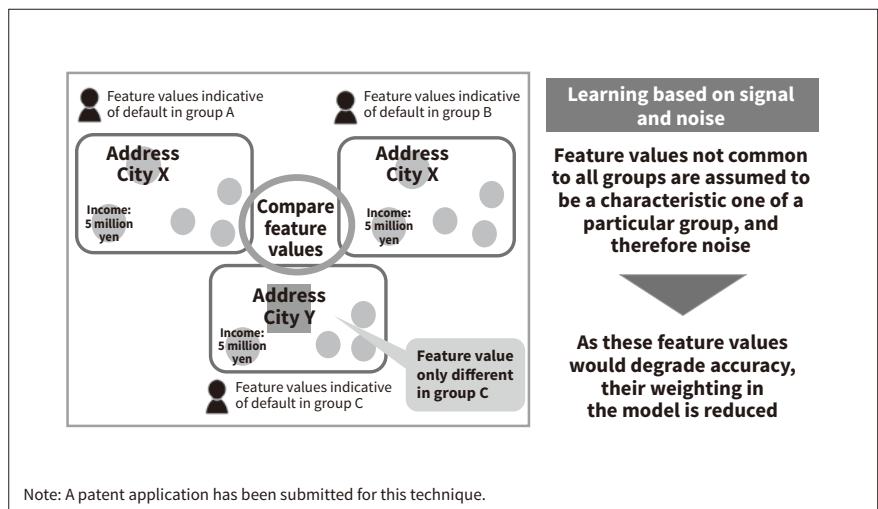 Feature values indicative
of default in group A
Feature values indicative
of default in group B
Address
City X
Income:
5 million
yen
Compare
feature
values
Address
City X
Income:
5 million
yen
Address
City Y
Income:
5 million
yen
Feature value
only different
in group C
Feature values indicative
of default in group C
Learning based on signal
and noise
Feature values not common
to all groups are assumed to
be a characteristic one of a
particular group, and
therefore noise
As these feature values
would degrade accuracy,
their weighting in
the model is reduced
Note: A patent application has been submitted for this technique.